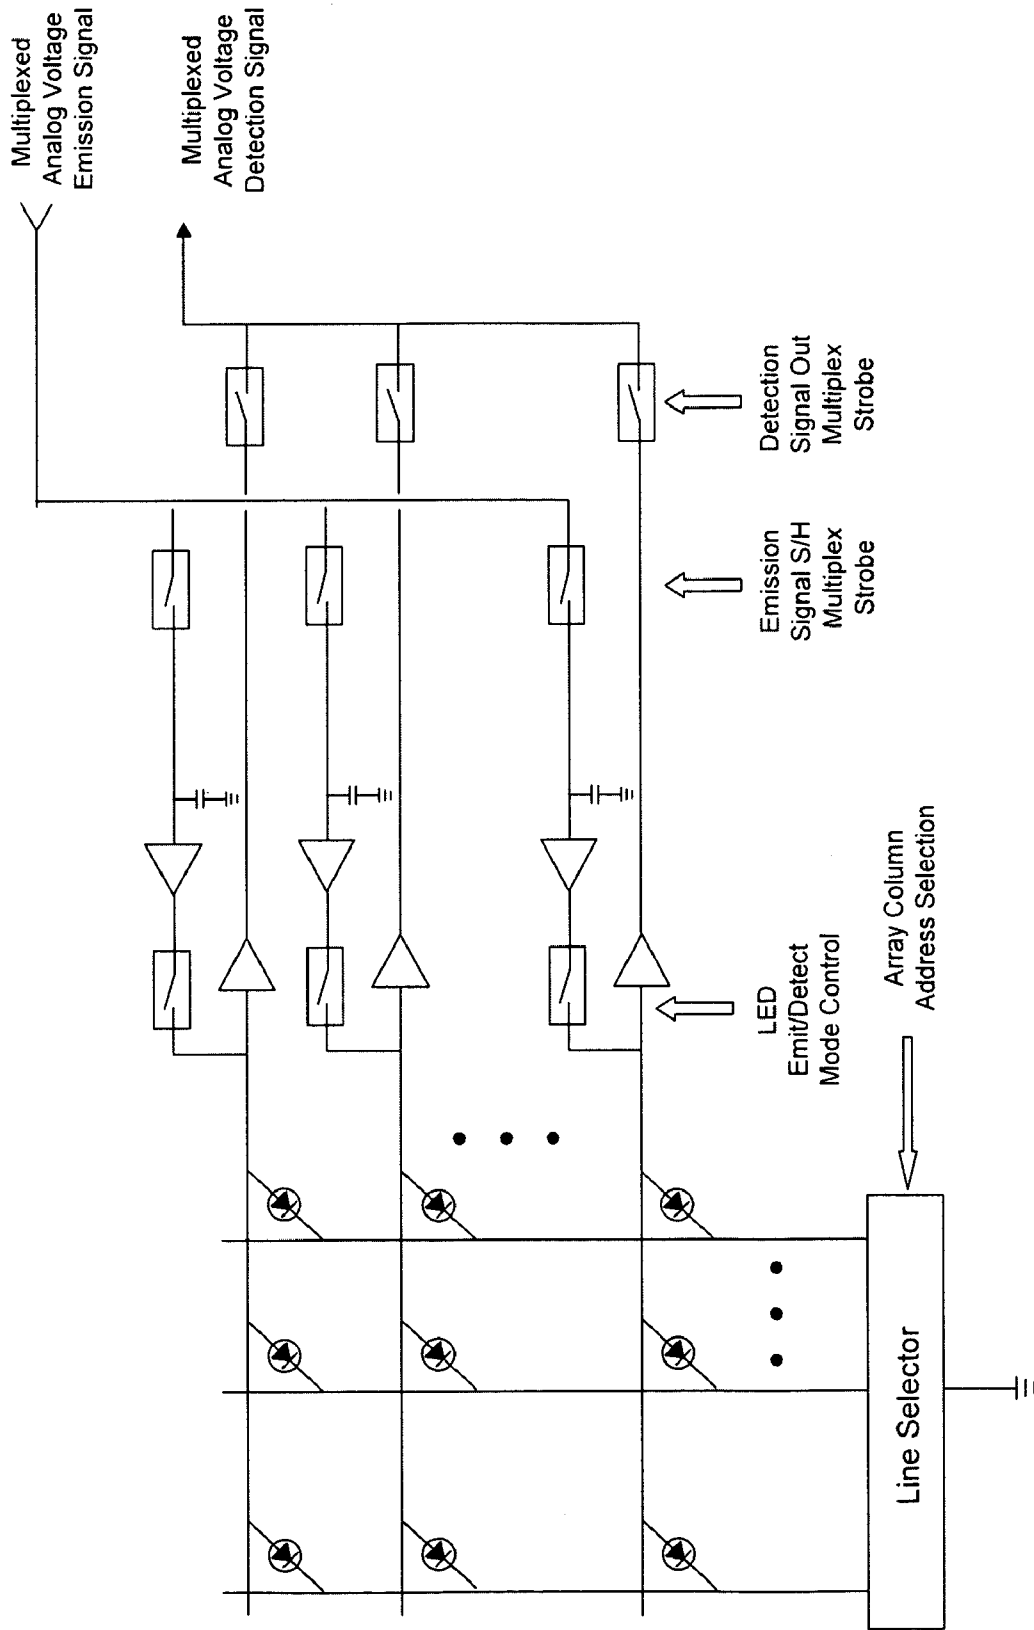 Multiplexed
Analog Voltage
Emission Signal
Multiplexed
Analog Voltage
Detection Signal
Detection
Signal Out
Multiplex
Strobe
Emission
Signal S/H
Multiplex
Strobe
LED
Emit/Detect
Mode Control
Array Column
Address Selection
Line Selector